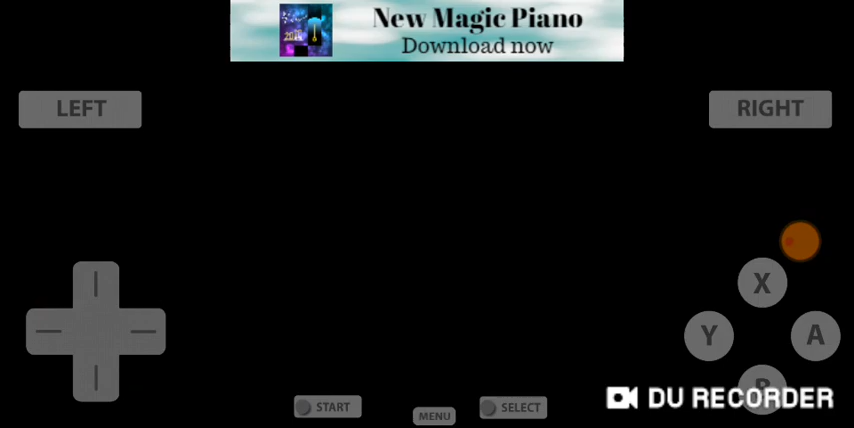 New Magic Piano
Download now
LEFT
RIGHT
X
Y
A
B
DU RECORDER
START
SELECT
MENU